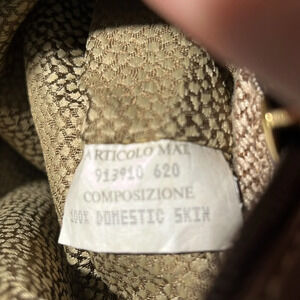 ARTICOLO MAT.
913910 620
COMPOSIZIONE
100% DOMESTIC SKIN